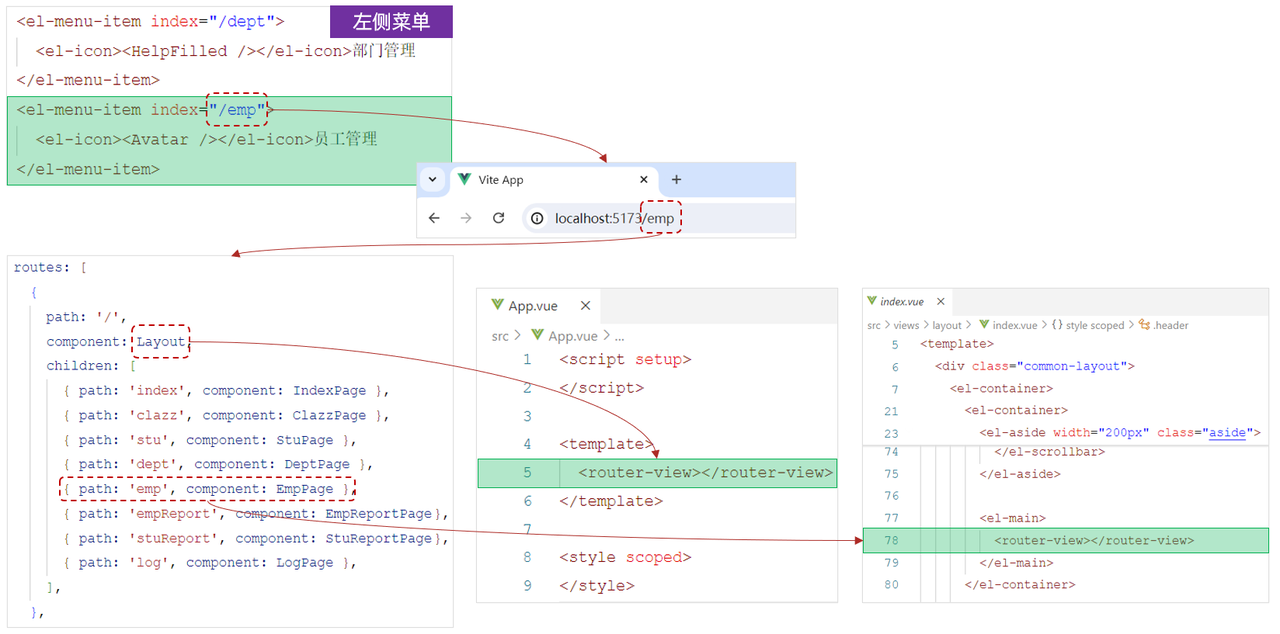 <el-menu-item index="/dept">
左侧菜单
<el-icon><HelpFilled /></el-icon>部门管理
</el-menu-item>
<el-menu-item index="/emp">
<el-icon><Avatar /></el-icon>员工管理
</el-menu-item>
Vite App
localhost:5173/emp
routes: [
{
path: '/',
component: Layout,
children: [
{ path: 'index', component: IndexPage },
{ path: 'clazz', component: ClazzPage },
{ path: 'stu', component: StuPage },
{ path: 'dept', component: DeptPage },
{ path: 'emp', component: EmpPage },
{ path: 'empReport', component: EmpReportPage},
{ path: 'stuReport', component: StuReportPage},
{ path: 'log', component: LogPage },
],
},
App.vue
src > App.vue > ...
1 <script setup>
2 </script>
3
4 <template>
5 <router-view></router-view>
6 </template>
7
8 <style scoped>
9 </style>
index.vue
src > views > layout > index.vue > {} style scoped > .header
5 <template>
6 <div class="common-layout">
7 <el-container>
21 <el-container>
23 <el-aside width="200px" class="aside">
74 </el-scrollbar>
75 </el-aside>
76
77 <el-main>
78 <router-view></router-view>
79 </el-main>
80 </el-container>